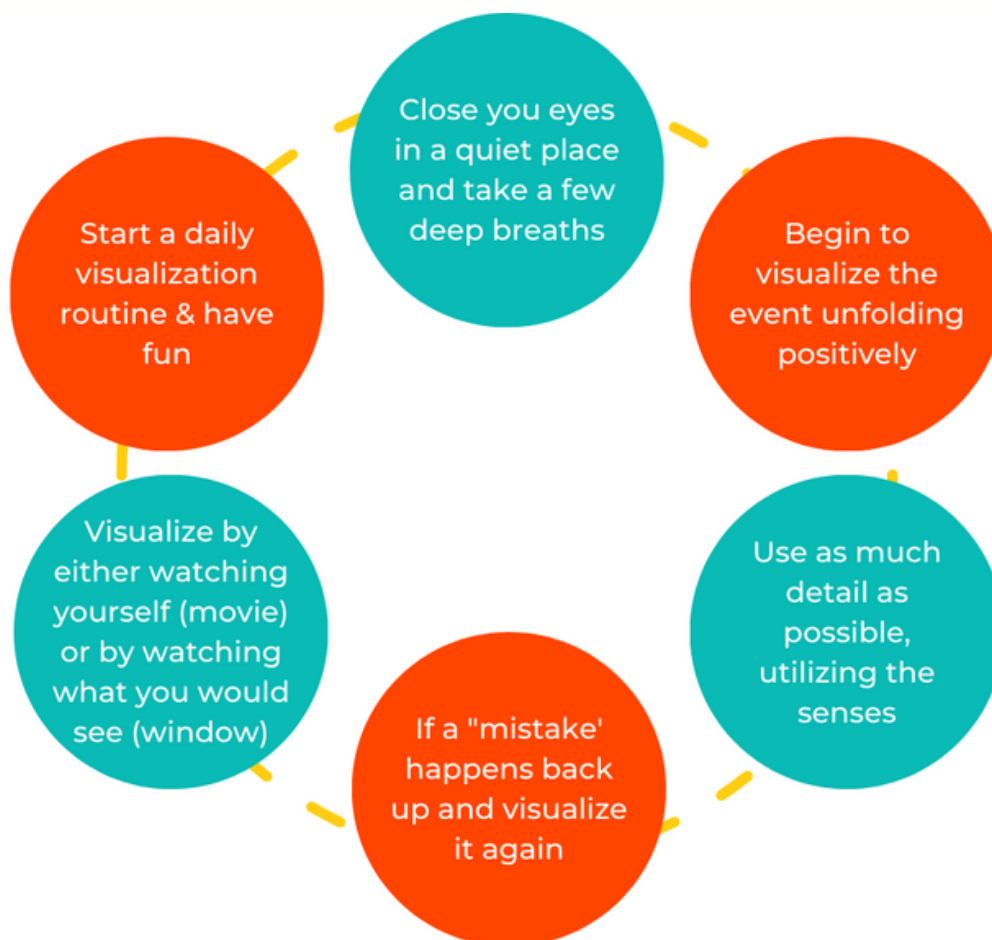 Close you eyes
in a quiet place
and take a few
deep breaths
Begin to
visualize the
event unfolding
positively
Use as much
detail as
possible,
utilizing the
senses
If a "mistake'
happens back
up and visualize
it again
Visualize by
either watching
yourself (movie)
or by watching
what you would
see (window)
Start a daily
visualization
routine & have
fun